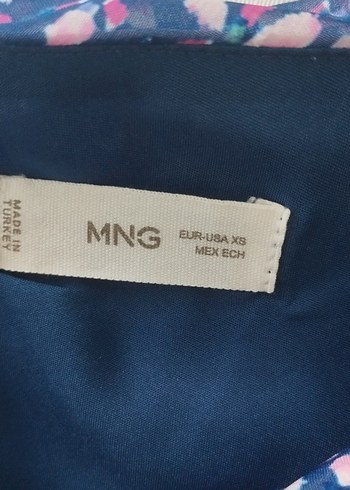 MADE IN
TURKEY
MNG
EUR-USA XS
MEX ECH